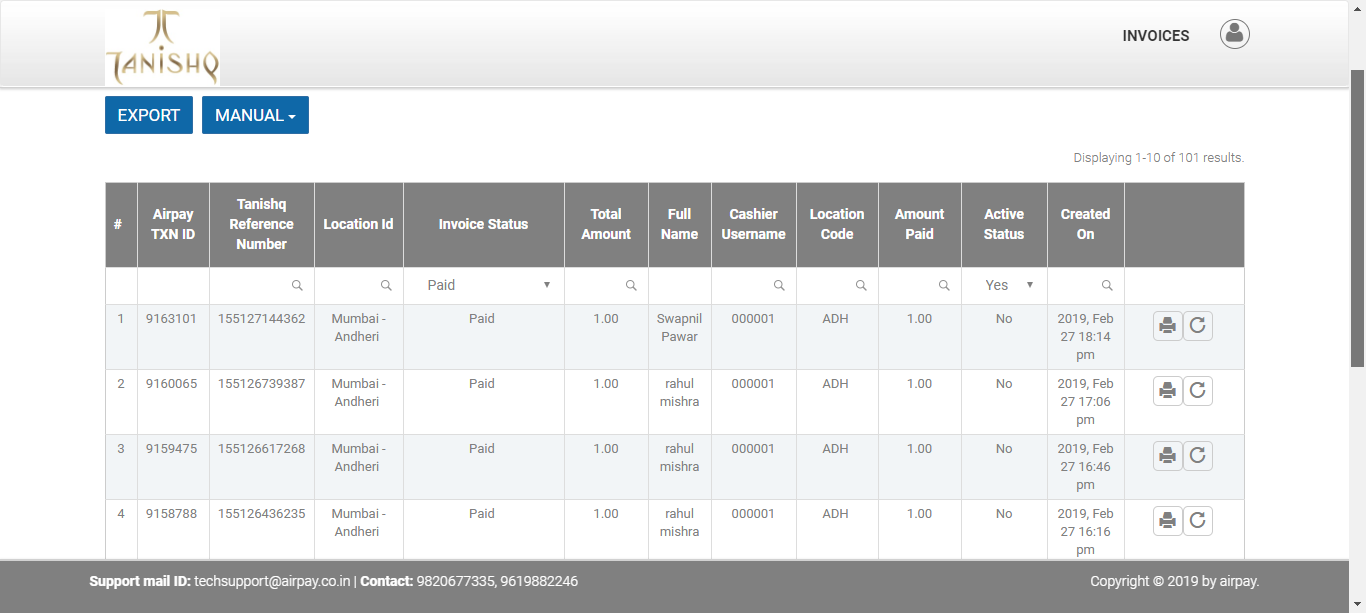 TANISHQ
INVOICES
EXPORT MANUAL
Displaying 1-10 of 101 results.
# Airpay TXN ID Tanishq Reference Number Location Id Invoice Status Total Amount Full Name Cashier Username Location Code Amount Paid Active Status Created On
Paid Yes
1 9163101 155127144362 Mumbai - Andheri Paid 1.00 Swapnil Pawar 000001 ADH 1.00 No 2019, Feb 27 18:14 pm
2 9160065 155126739387 Mumbai - Andheri Paid 1.00 rahul mishra 000001 ADH 1.00 No 2019, Feb 27 17:06 pm
3 9159475 155126617268 Mumbai - Andheri Paid 1.00 rahul mishra 000001 ADH 1.00 No 2019, Feb 27 16:46 pm
4 9158788 155126436235 Mumbai - Andheri Paid 1.00 rahul mishra 000001 ADH 1.00 No 2019, Feb 27 16:16 pm
Support mail ID: techsupport@airpay.co.in | Contact: 9820677335, 9619882246
Copyright © 2019 by airpay.